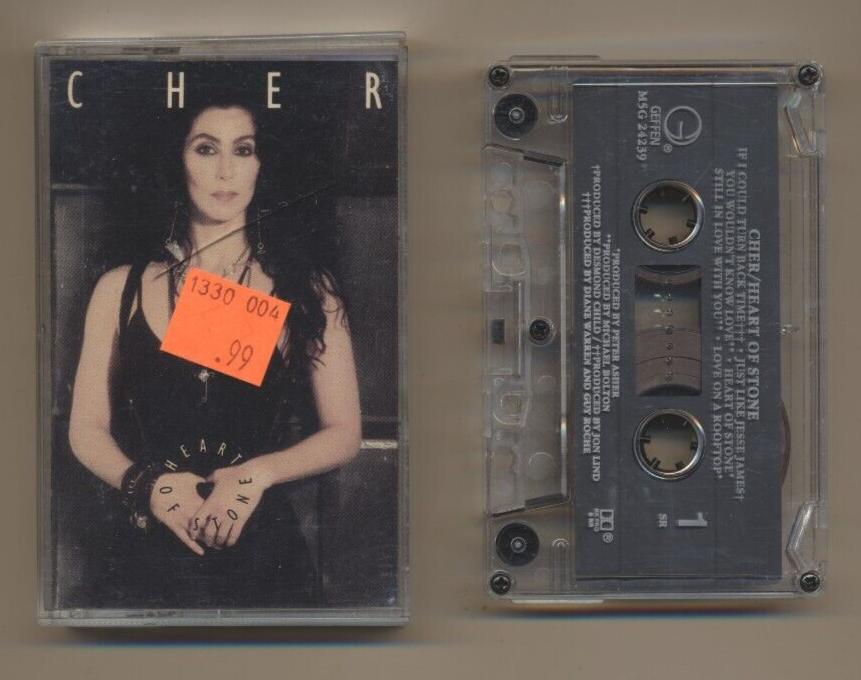 CHER
1330 004
.99
HEART
OF STONE
GEFFEN®
M5G 24239
CHER/HEART OF STONE
IF I COULD TURN BACK TIME††† * JUST LIKE JESSE JAMES†
YOU WOULDN'T KNOW LOVE** * HEART OF STONE*
STILL IN LOVE WITH YOU** * LOVE ON A ROOFTOP*
1
SR
*PRODUCED BY PETER ASHER
**PRODUCED BY MICHAEL BOLTON
†PRODUCED BY DESMOND CHILD/††PRODUCED BY JON LIND
†††PRODUCED BY DIANE WARREN AND GUY ROCHE